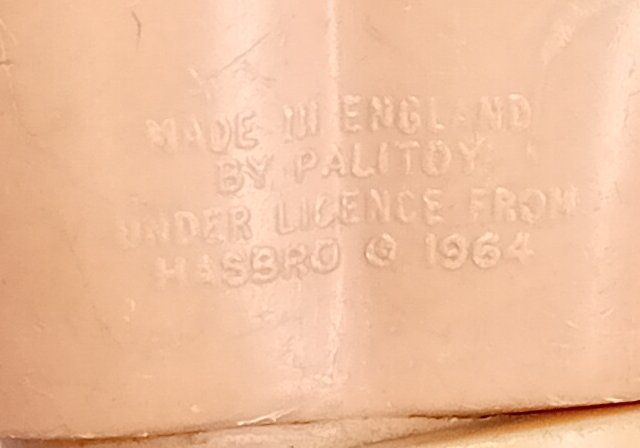 MADE IN ENGLAND
BY PALITOY
UNDER LICENCE FROM
HASBRO © 1964